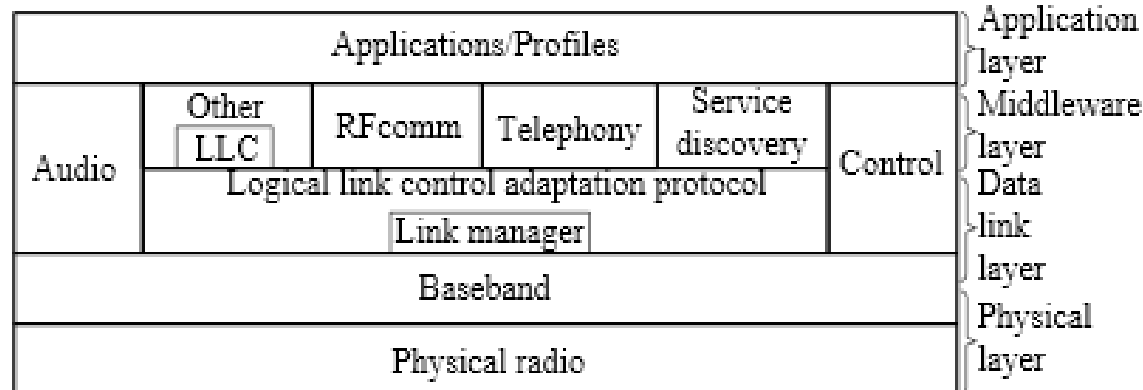 Applications/Profiles
Application
layer
Audio
Other
LLC
RFcomm
Telephony
Service
discovery
Control
Middleware
layer
Logical link control adaptation protocol
Link manager
Data
link
layer
Baseband
Physical radio
Physical
layer